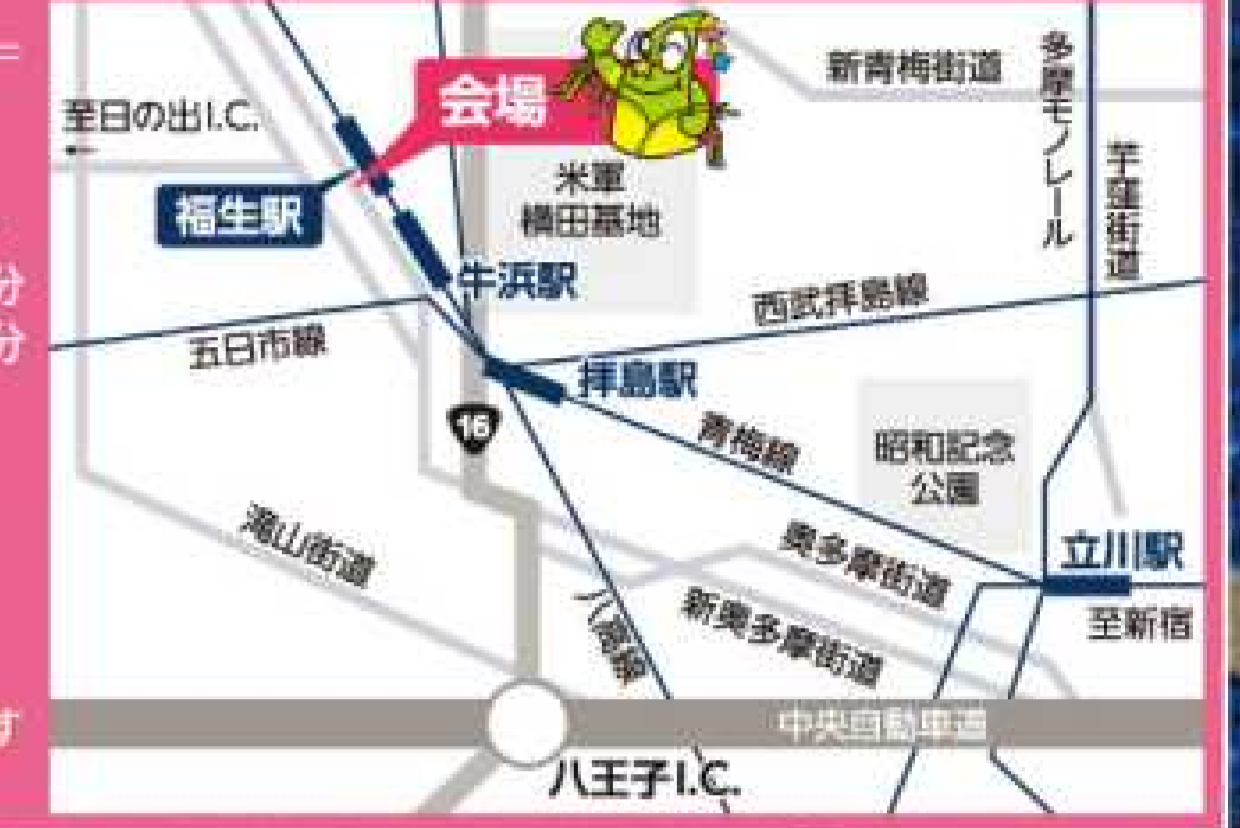 新青梅街道
多摩モノレール
会場
至日の出I.C.
芋窪街道
米軍
横田基地
福生駅
牛浜駅
分
西武拝島線
分
五日市線
拝島駅
16
青梅線
昭和記念
公園
滝山街道
奥多摩街道
立川駅
八高線
新奥多摩街道
至新宿
す
中央自動車道
八王子I.C.